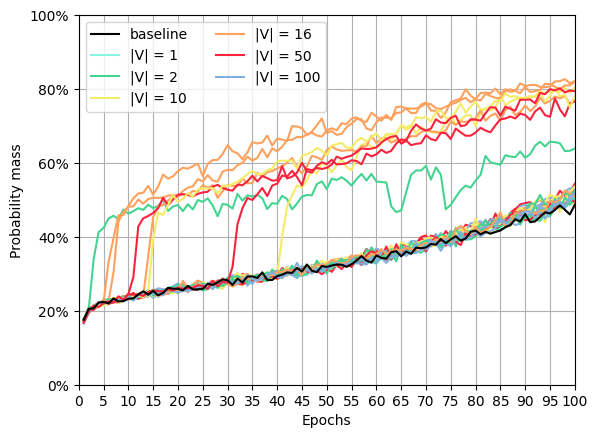 100%
80%
60%
40%
20%
0%
Probability mass
baseline
|V| = 1
|V| = 2
|V| = 10
|V| = 16
|V| = 50
|V| = 100
0 5 10 15 20 25 30 35 40 45 50 55 60 65 70 75 80 85 90 95 100
Epochs